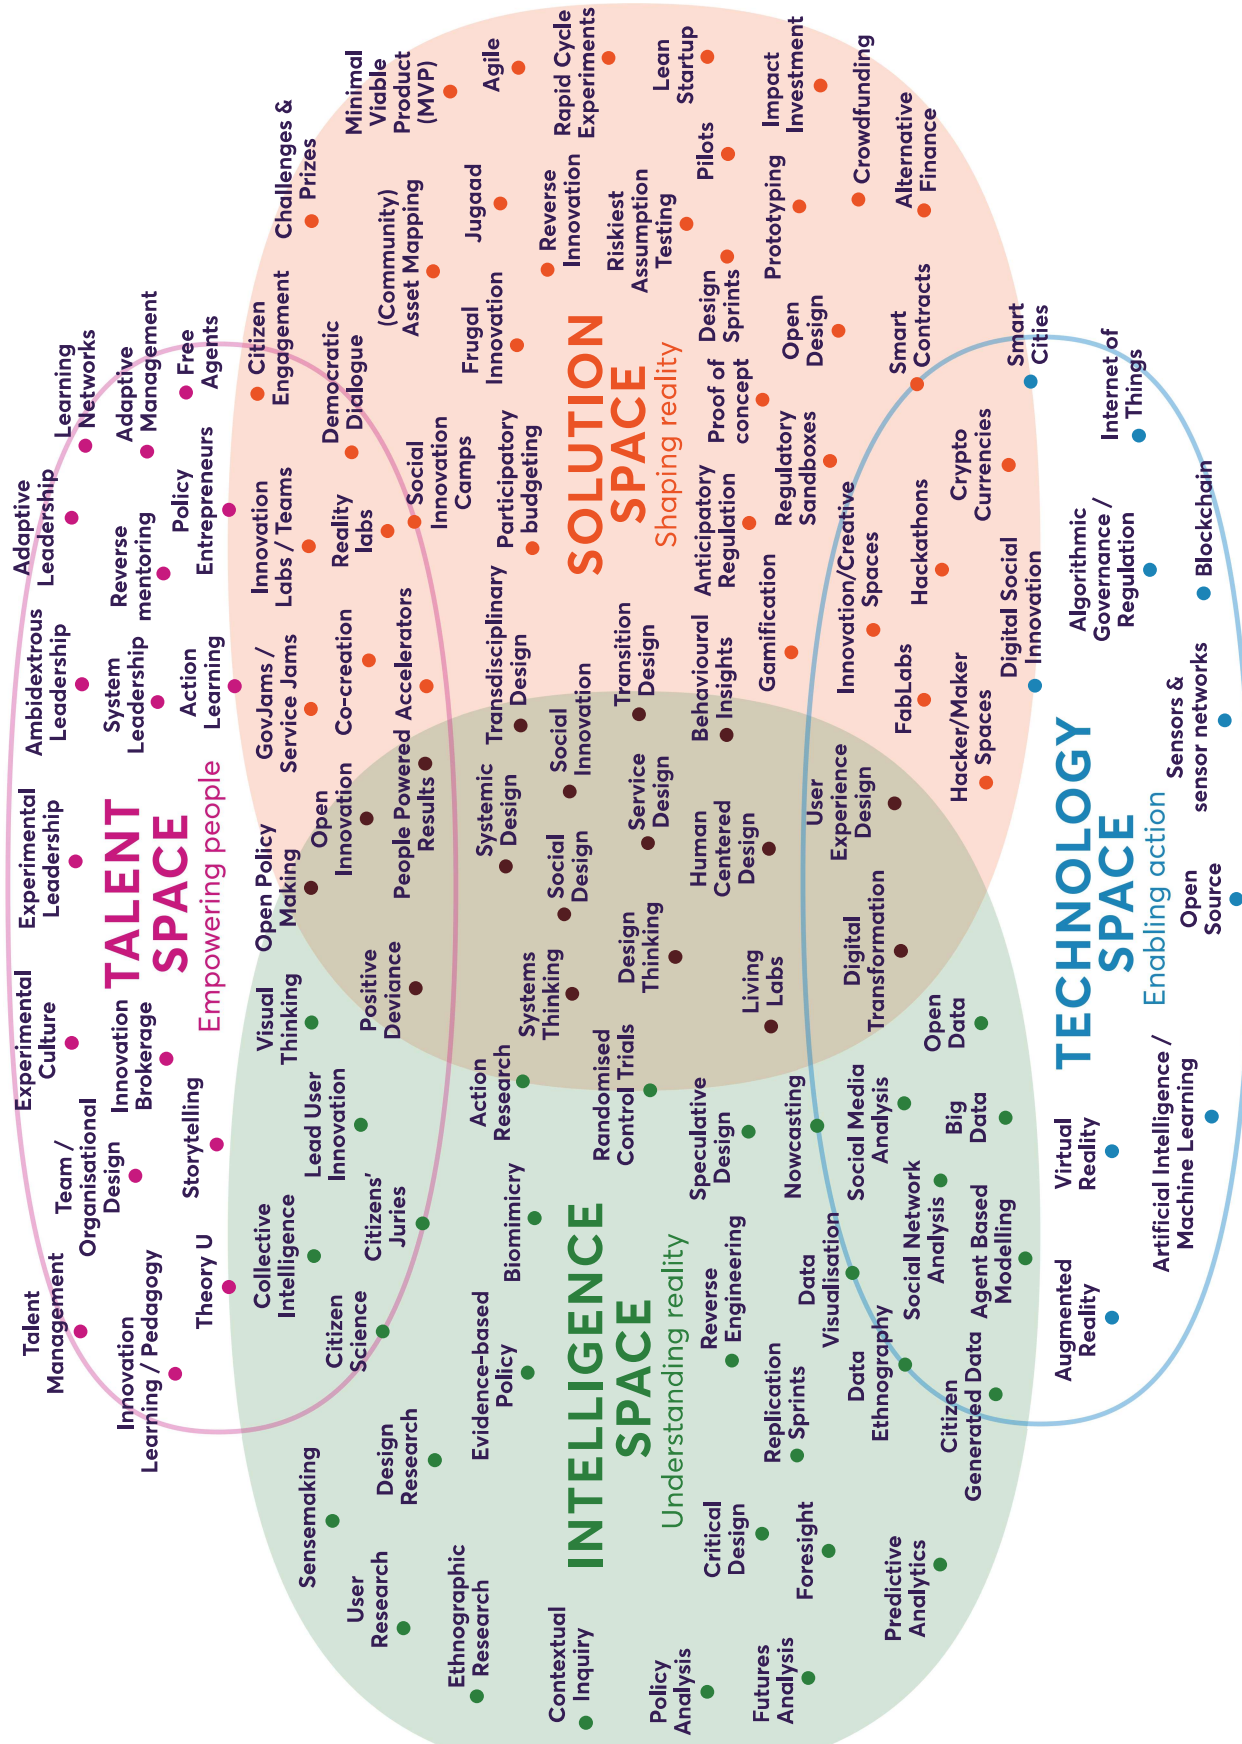 TALENT
SPACE
Empowering people
Talent
Management
Team /
Organisational
Design
Experimental
Culture
Experimental
Leadership
Ambidextrous
Leadership
Adaptive
Leadership
Learning
Networks
Innovation
Learning / Pedagogy
Innovation
Brokerage
System
Leadership
Reverse
mentoring
Adaptive
Management
Theory U
Storytelling
Action
Learning
Policy
Entrepreneurs
Free
Agents
INTELLIGENCE
SPACE
Understanding reality
Sensemaking
Collective
Intelligence
Visual
Thinking
Lead User
Innovation
Citizen
Science
Citizens'
Juries
User
Research
Design
Research
Ethnographic
Research
Evidence-based
Policy
Biomimicry
Action
Research
Contextual
Inquiry
Randomised
Control Trials
Policy
Analysis
Critical
Design
Reverse
Engineering
Speculative
Design
Futures
Analysis
Foresight
Replication
Sprints
Nowcasting
Data
Visualisation
Data
Ethnography
Social Media
Analysis
Social Network
Analysis
Predictive
Analytics
Citizen
Generated Data
Agent Based
Modelling
Big
Data
Open
Data
Open Policy
Making
Open
Innovation
Positive
Deviance
People Powered
Results
Systemic
Design
Transdisciplinary
Design
Systems
Thinking
Social
Design
Social
Innovation
Design
Thinking
Service
Design
Transition
Design
Living
Labs
Human
Centered
Design
Behavioural
Insights
Digital
Transformation
User
Experience
Design
SOLUTION
SPACE
Shaping reality
GovJams /
Service Jams
Innovation
Labs / Teams
Citizen
Engagement
Challenges &
Prizes
Co-creation
Reality
labs
Democratic
Dialogue
Accelerators
Social
Innovation
Camps
(Community)
Asset Mapping
Minimal
Viable
Product
(MVP)
Participatory
budgeting
Frugal
Innovation
Jugaad
Agile
Reverse
Innovation
Rapid Cycle
Experiments
Riskiest
Assumption
Testing
Lean
Startup
Pilots
Design
Sprints
Proof of
concept
Anticipatory
Regulation
Gamification
Regulatory
Sandboxes
Open
Design
Prototyping
Impact
Investment
Crowdfunding
Alternative
Finance
Smart
Contracts
Innovation/Creative
Spaces
Hackathons
FabLabs
Hacker/Maker
Spaces
Crypto
Currencies
TECHNOLOGY
SPACE
Enabling action
Digital Social
Innovation
Smart
Cities
Augmented
Reality
Virtual
Reality
Artificial Intelligence /
Machine Learning
Open
Source
Sensors &
sensor networks
Algorithmic
Governance /
Regulation
Blockchain
Internet of
Things